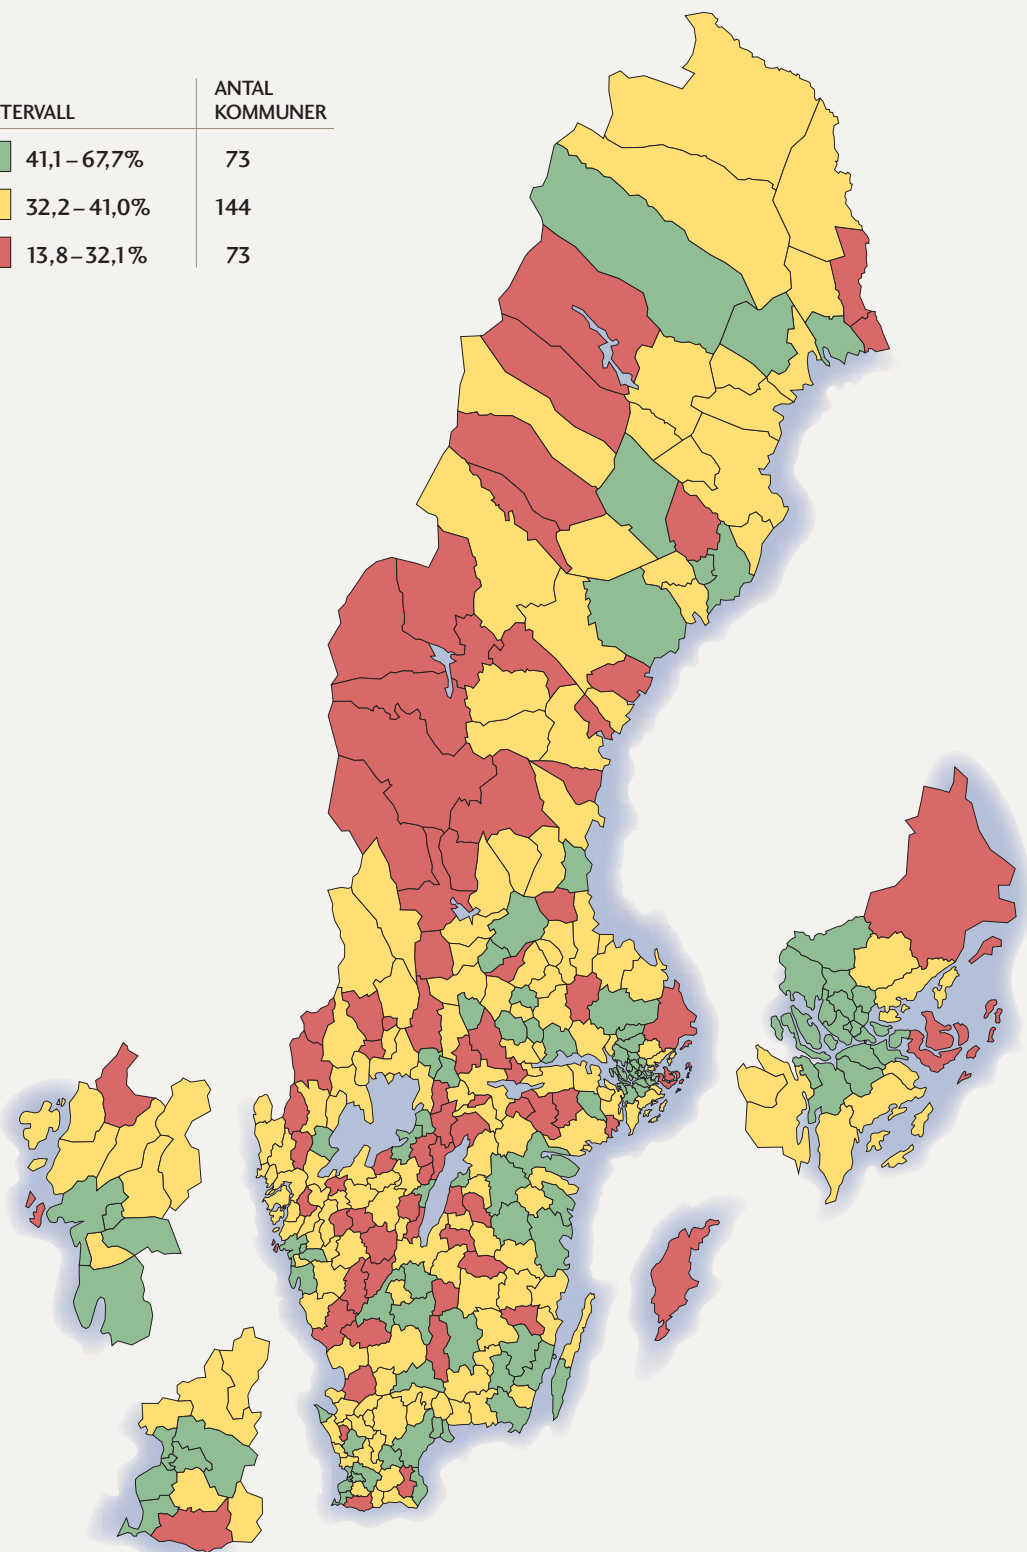 ANTAL
TERVALL KOMMUNER
41,1–67,7% 73
32,2–41,0% 144
13,8–32,1% 73